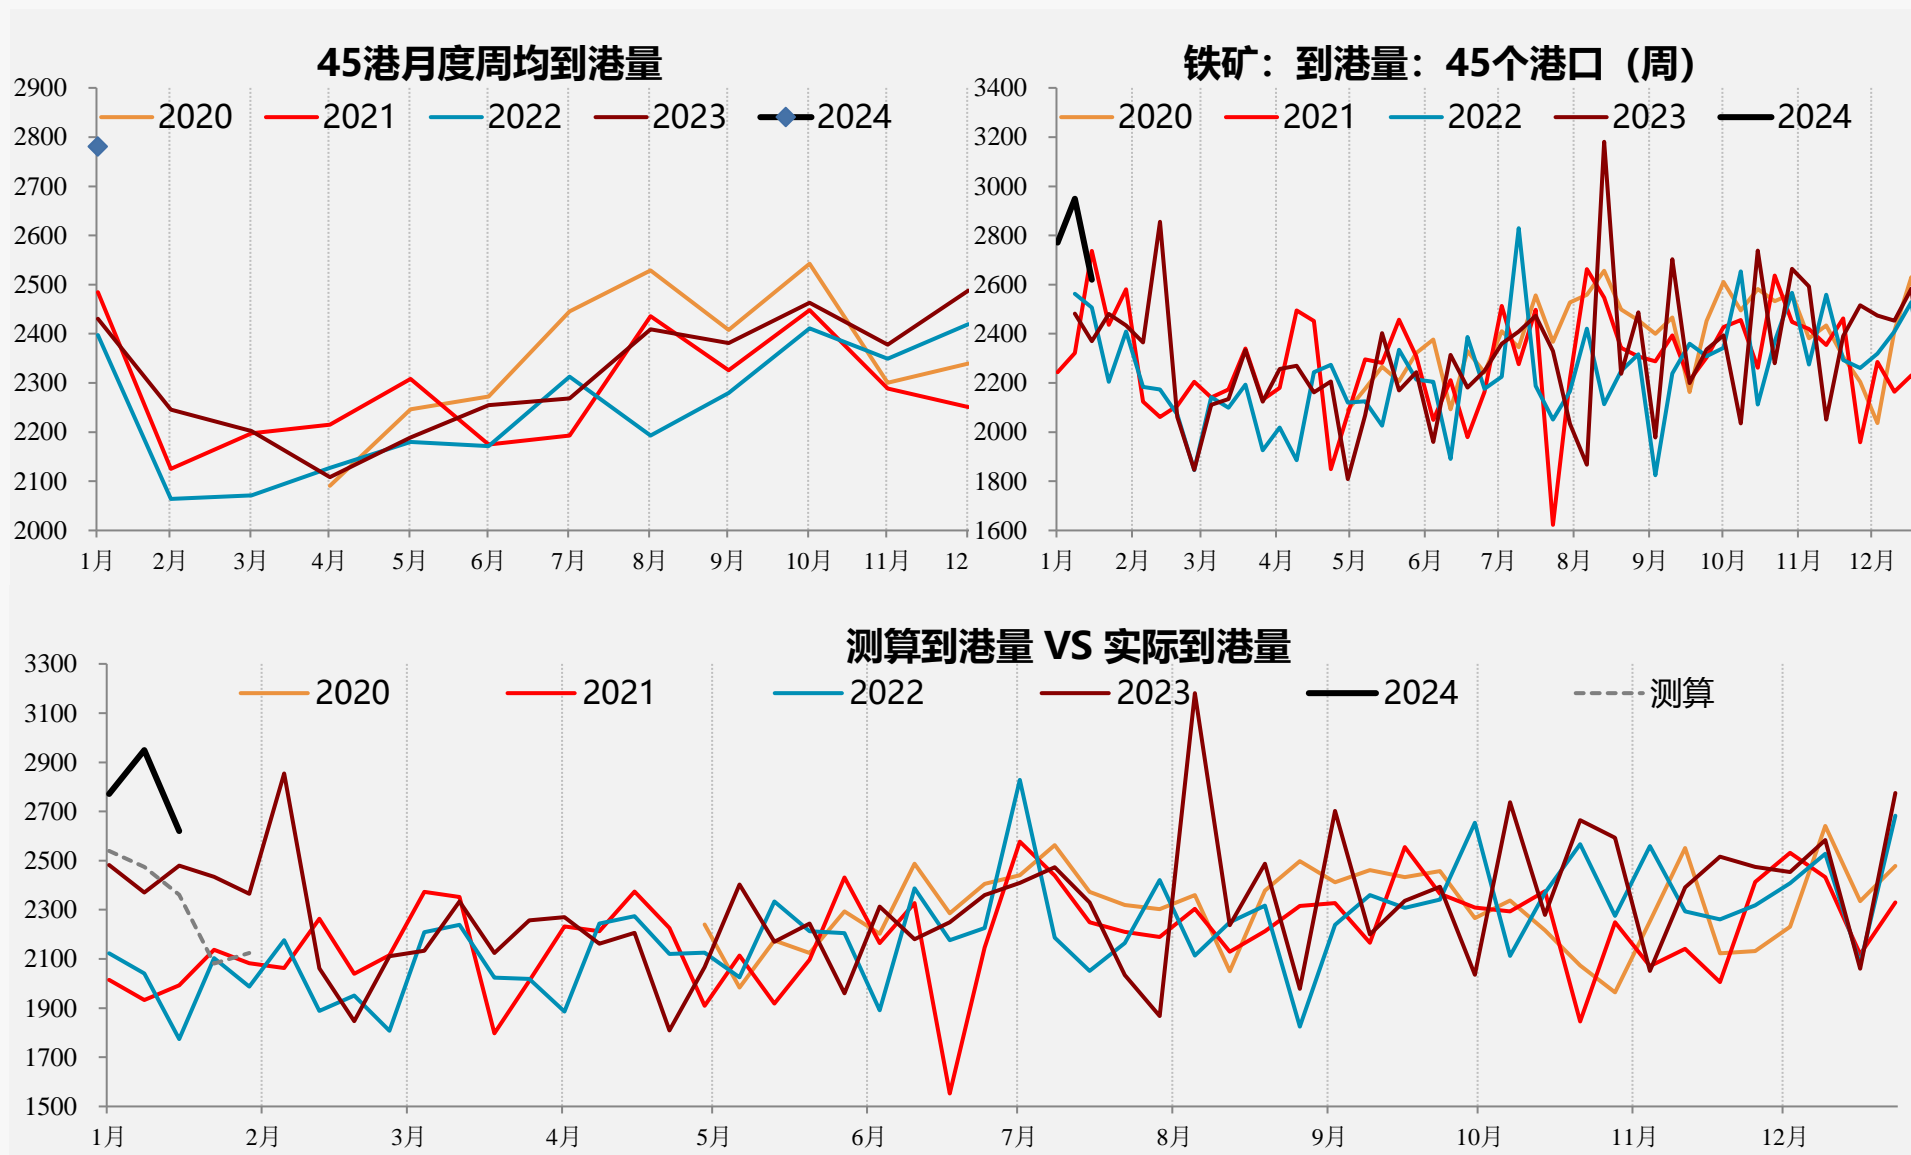 45港月度周均到港量
2900
2800
2700
2600
2500
2400
2300
2200
2100
2000
2020
2021
2022
2023
2024
1月
2月
3月
4月
5月
6月
7月
8月
9月
10月
11月
12
铁矿：到港量：45个港口（周）
3400
3200
3000
2800
2600
2400
2200
2000
1800
1600
2020
2021
2022
2023
2024
1月
2月
3月
4月
5月
6月
7月
8月
9月
10月
11月
12月
测算到港量 VS 实际到港量
3300
3100
2900
2700
2500
2300
2100
1900
1700
1500
2020
2021
2022
2023
2024
测算
1月
2月
3月
4月
5月
6月
7月
8月
9月
10月
11月
12月